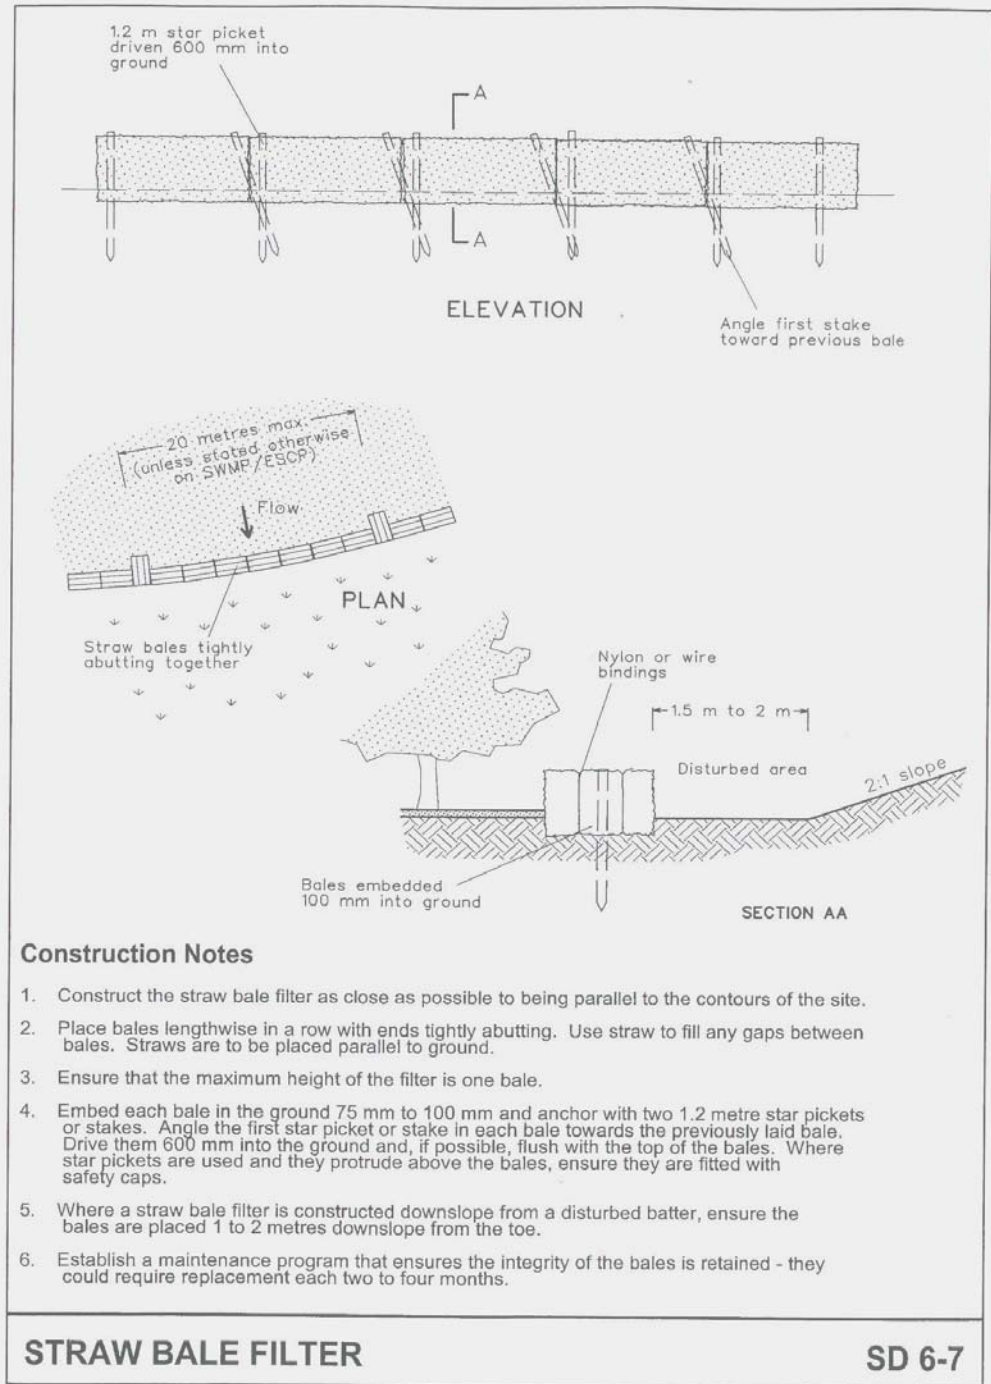 1.2 m star picket
driven 600 mm into
ground
A
A
ELEVATION
Angle first stake
toward previous bale
20 metres max.
(unless stated otherwise
on SWMP/ESCP)
Flow
PLAN
Straw bales tightly
abutting together
Nylon or wire
bindings
1.5 m to 2 m
Disturbed area
2:1 slope
Bales embedded
100 mm into ground
SECTION AA
Construction Notes
1. Construct the straw bale filter as close as possible to being parallel to the contours of the site.
2. Place bales lengthwise in a row with ends tightly abutting. Use straw to fill any gaps between
bales. Straws are to be placed parallel to ground.
3. Ensure that the maximum height of the filter is one bale.
4. Embed each bale in the ground 75 mm to 100 mm and anchor with two 1.2 metre star pickets
or stakes. Angle the first star picket or stake in each bale towards the previously laid bale.
Drive them 600 mm into the ground and, if possible, flush with the top of the bales. Where
star pickets are used and they protrude above the bales, ensure they are fitted with
safety caps.
5. Where a straw bale filter is constructed downslope from a disturbed batter, ensure the
bales are placed 1 to 2 metres downslope from the toe.
6. Establish a maintenance program that ensures the integrity of the bales is retained - they
could require replacement each two to four months.
STRAW BALE FILTER
SD 6-7